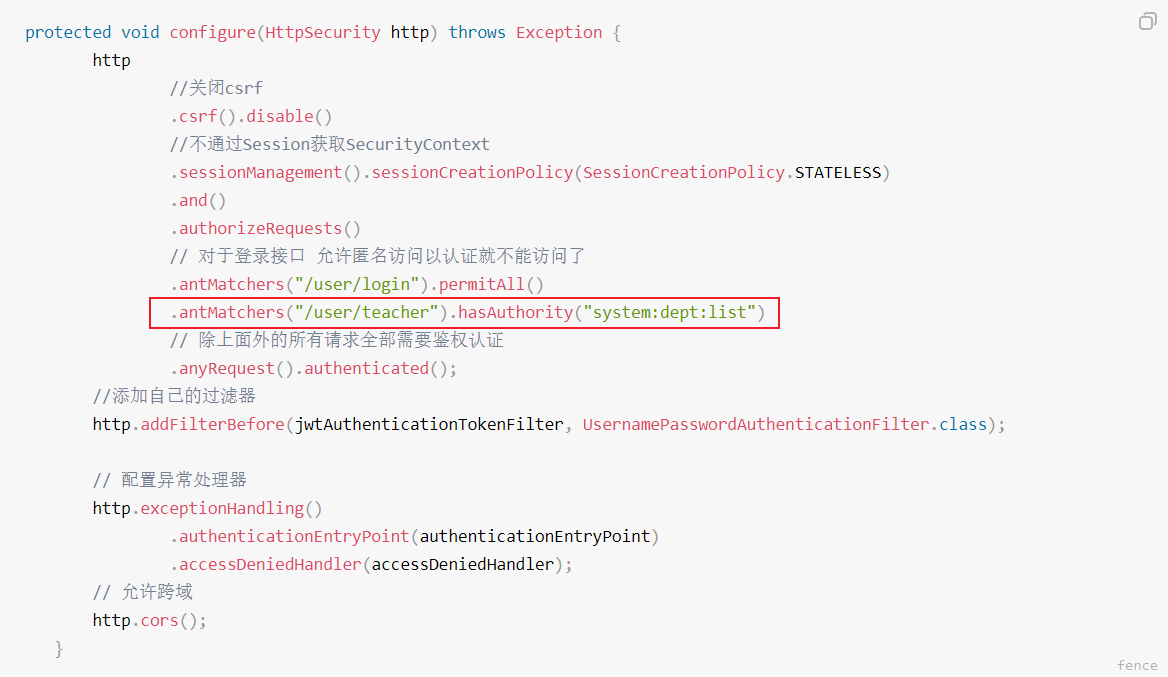 protected void configure(HttpSecurity http) throws Exception {
http
//关闭csrf
.csrf().disable()
//不通过Session获取SecurityContext
.sessionManagement().sessionCreationPolicy(SessionCreationPolicy.STATELESS)
.and()
.authorizeRequests()
// 对于登录接口 允许匿名访问以认证就不能访问了
.antMatchers("/user/login").permitAll()
.antMatchers("/user/teacher").hasAuthority("system:dept:list")
// 除上面外的所有请求全部需要鉴权认证
.anyRequest().authenticated();
//添加自己的过滤器
http.addFilterBefore(jwtAuthenticationTokenFilter, UsernamePasswordAuthenticationFilter.class);
// 配置异常处理器
http.exceptionHandling()
.authenticationEntryPoint(authenticationEntryPoint)
.accessDeniedHandler(accessDeniedHandler);
// 允许跨域
http.cors();
}
fence